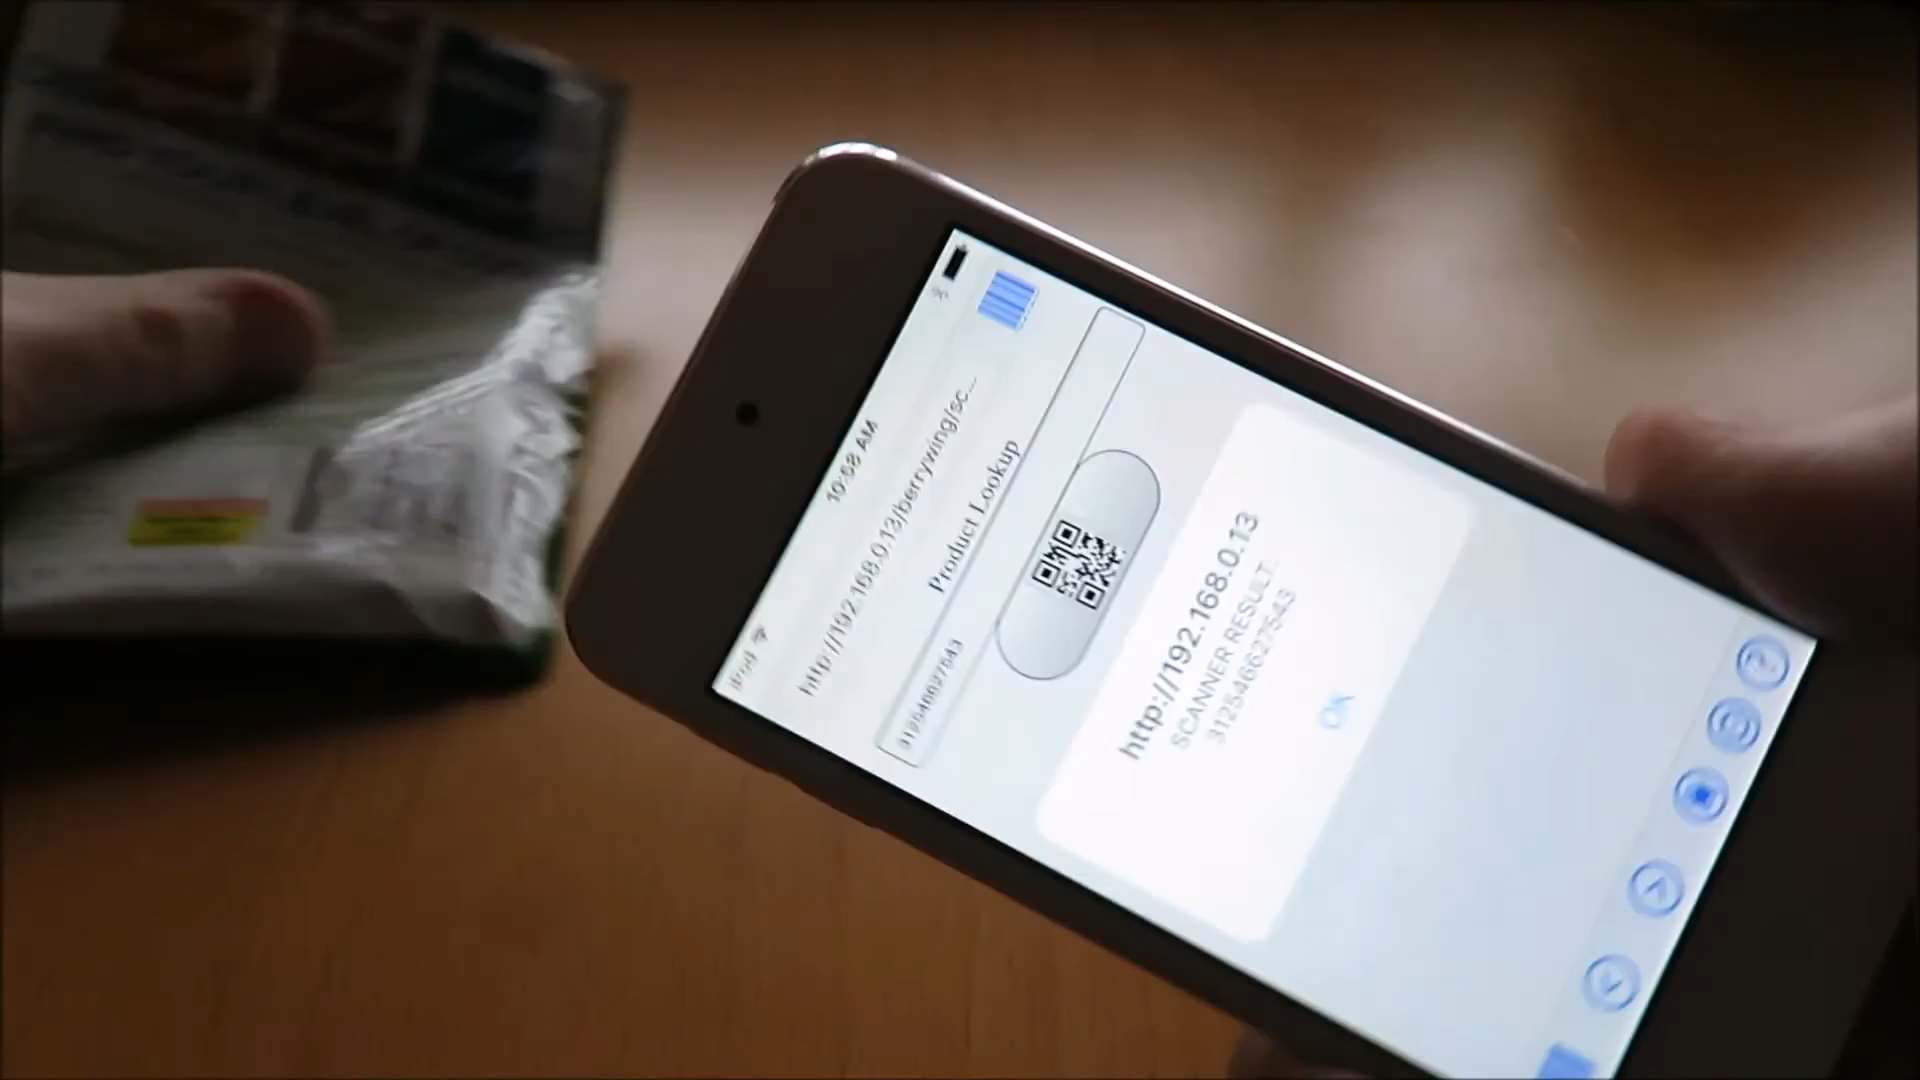 iPod
10:58 AM
http://192.168.0.13/berrywing/sc...
Product Lookup
312546627543
http://192.168.0.13
SCANNER RESULT:
312546627543
OK